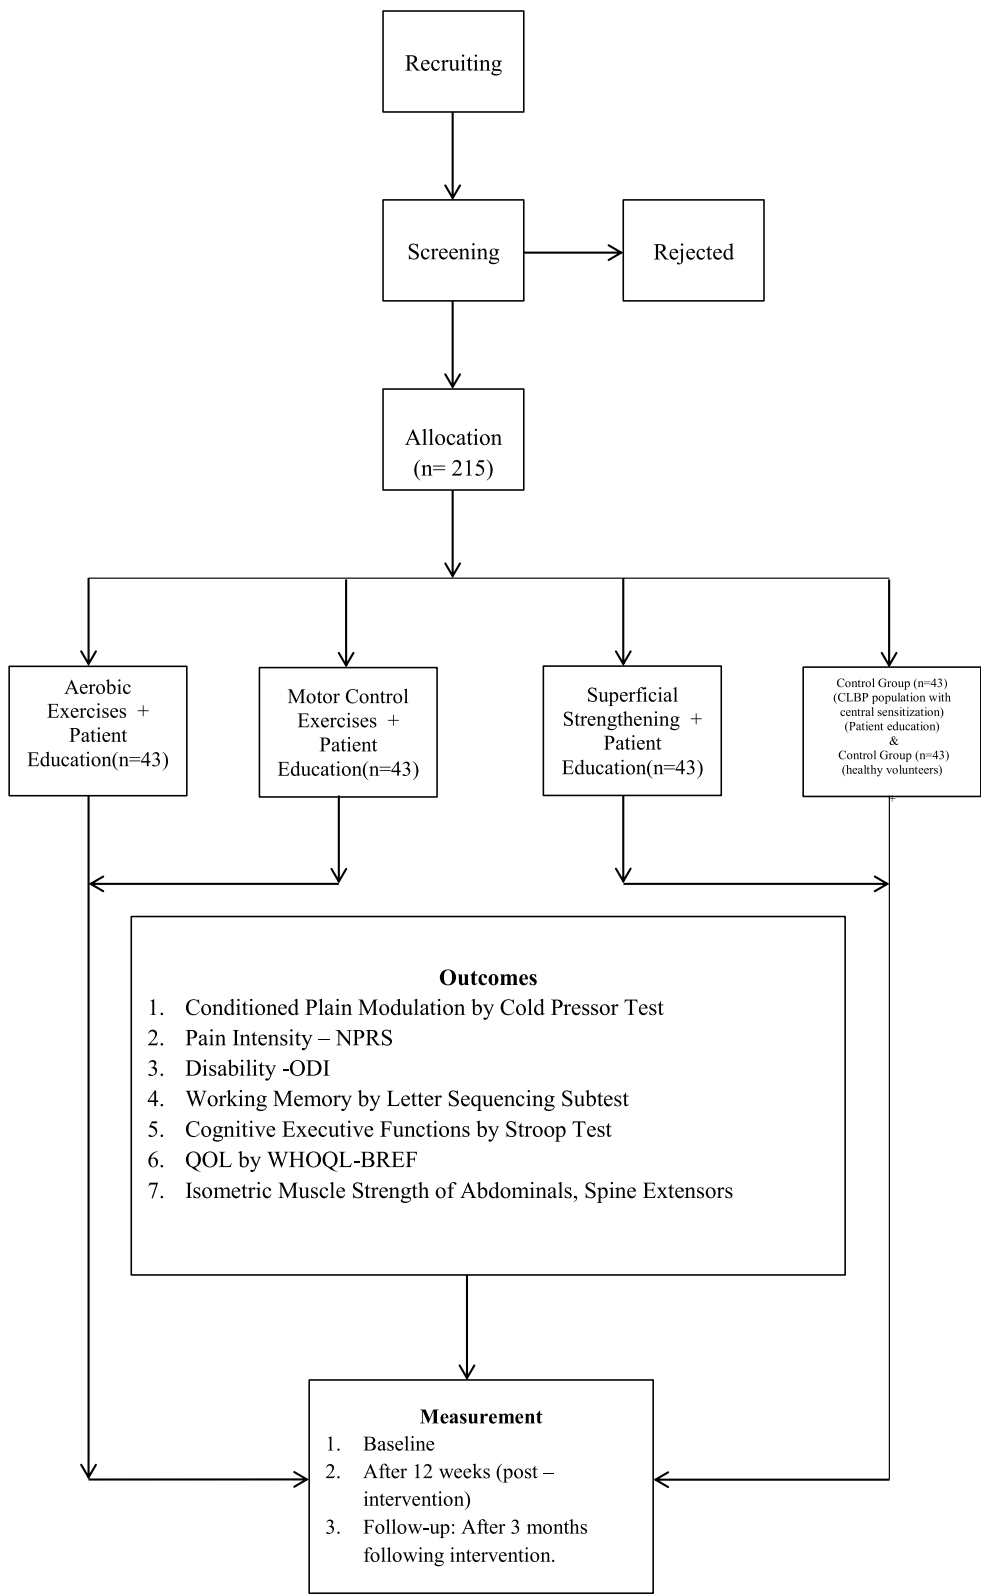 Recruiting
Screening
Rejected
Allocation
(n= 215)
Aerobic
Exercises +
Patient
Education(n=43)
Motor Control
Exercises +
Patient
Education(n=43)
Superficial
Strengthening +
Patient
Education(n=43)
Control Group (n=43)
(CLBP population with
central sensitization)
(Patient education)
&
Control Group (n=43)
(healthy volunteers)
+
Outcomes
1. Conditioned Plain Modulation by Cold Pressor Test
2. Pain Intensity – NPRS
3. Disability -ODI
4. Working Memory by Letter Sequencing Subtest
5. Cognitive Executive Functions by Stroop Test
6. QOL by WHOQL-BREF
7. Isometric Muscle Strength of Abdominals, Spine Extensors
Measurement
1. Baseline
2. After 12 weeks (post –
intervention)
3. Follow-up: After 3 months
following intervention.